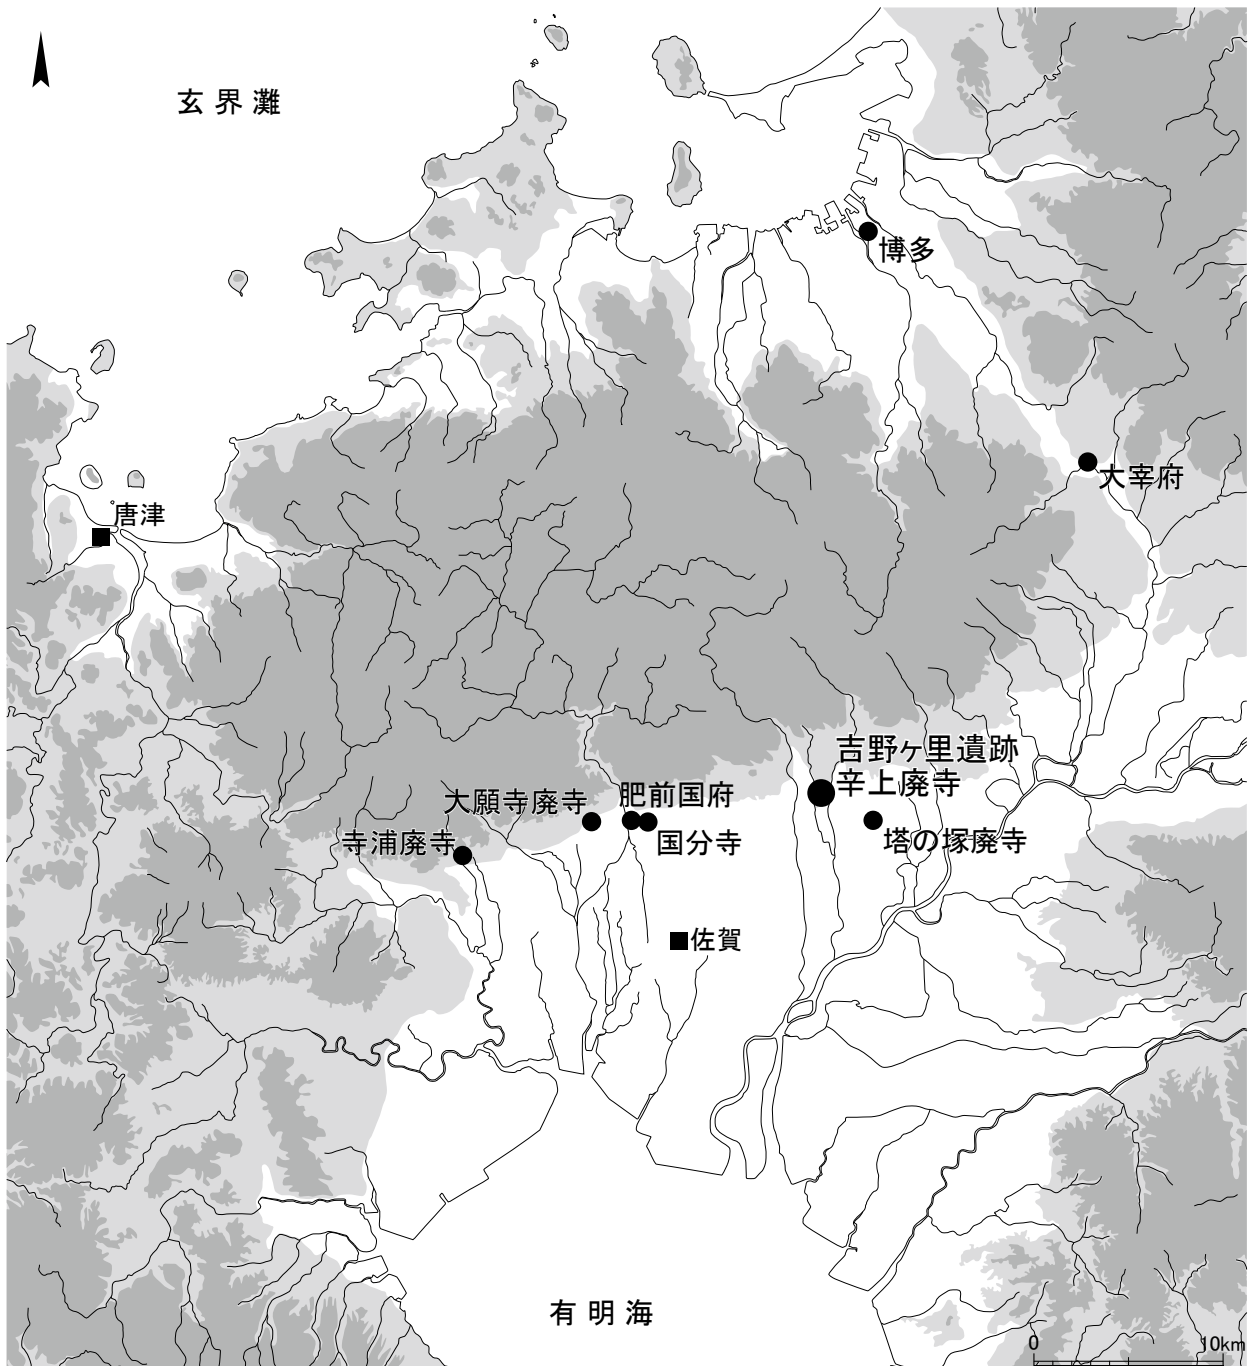 玄界灘
博多
大宰府
唐津
吉野ヶ里遺跡
辛上廃寺
大願寺廃寺
肥前国府
国分寺
塔の塚廃寺
寺浦廃寺
佐賀
有明海
0 10km